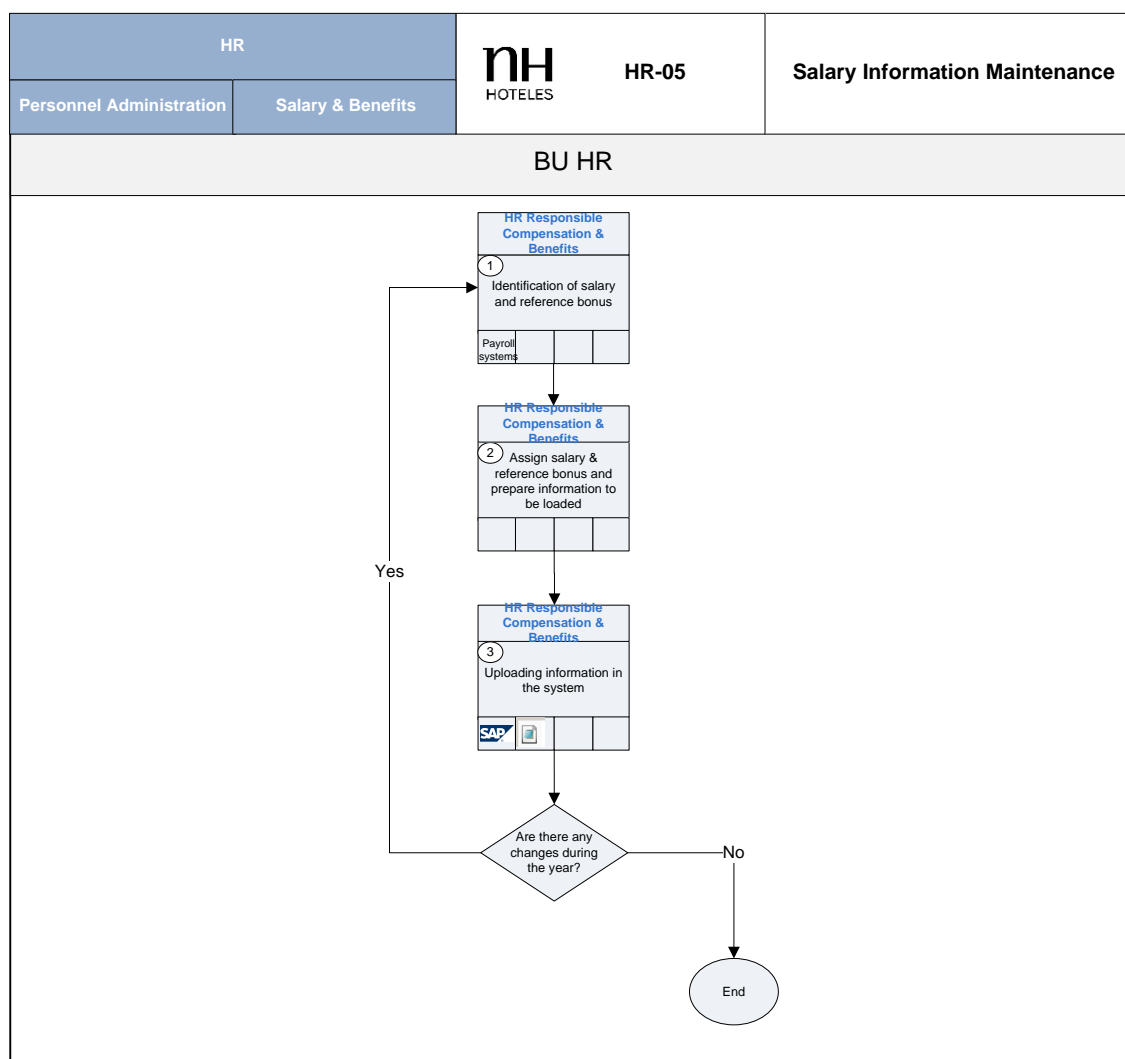 HR
Personnel Administration
Salary & Benefits
nH
HOTELES
HR-05
Salary Information Maintenance
BU HR
HR Responsible
Compensation &
Benefits
1
Identification of salary
and reference bonus
Payroll
systems
HR Responsible
Compensation &
Benefits
2
Assign salary &
reference bonus and
prepare information to
be loaded
Yes
HR Responsible
Compensation &
Benefits
3
Uploading information in
the system
SAP
Are there any
changes during
the year?
No
End